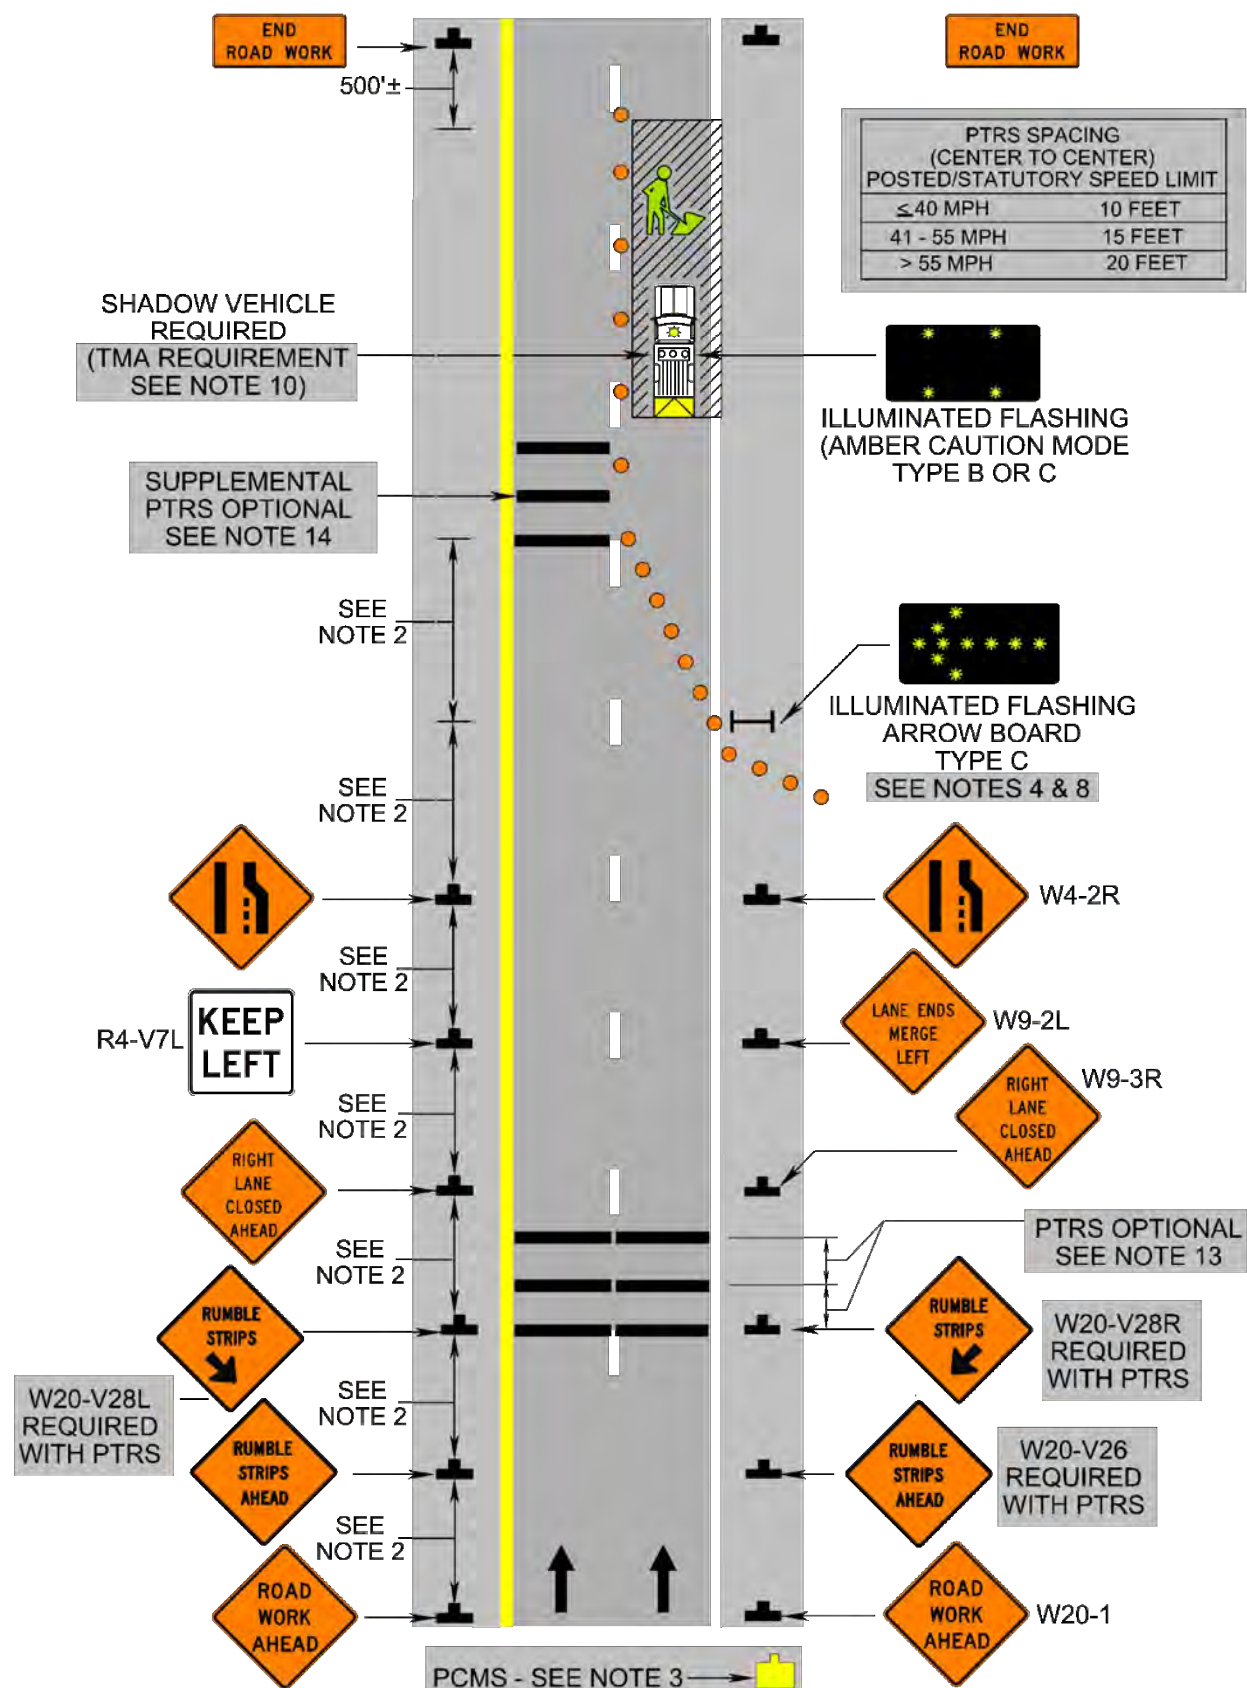 END
ROAD WORK
END
ROAD WORK
500'±
PTRS SPACING
(CENTER TO CENTER)
POSTED/STATUTORY SPEED LIMIT
≤40 MPH 10 FEET
41 - 55 MPH 15 FEET
> 55 MPH 20 FEET
SHADOW VEHICLE
REQUIRED
(TMA REQUIREMENT
SEE NOTE 10)
ILLUMINATED FLASHING
(AMBER CAUTION MODE
TYPE B OR C
SUPPLEMENTAL
PTRS OPTIONAL
SEE NOTE 14
SEE
NOTE 2
ILLUMINATED FLASHING
ARROW BOARD
TYPE C
SEE NOTES 4 & 8
SEE
NOTE 2
W4-2R
SEE
NOTE 2
R4-V7L
KEEP
LEFT
LANE ENDS
MERGE
LEFT
W9-2L
W9-3R
RIGHT
LANE
CLOSED
AHEAD
SEE
NOTE 2
RIGHT
LANE
CLOSED
AHEAD
SEE
NOTE 2
PTRS OPTIONAL
SEE NOTE 13
RUMBLE
STRIPS
RUMBLE
STRIPS
W20-V28R
REQUIRED
WITH PTRS
W20-V28L
REQUIRED
WITH PTRS
SEE
NOTE 2
RUMBLE
STRIPS
AHEAD
RUMBLE
STRIPS
AHEAD
W20-V26
REQUIRED
WITH PTRS
SEE
NOTE 2
ROAD
WORK
AHEAD
ROAD
WORK
AHEAD
W20-1
PCMS - SEE NOTE 3